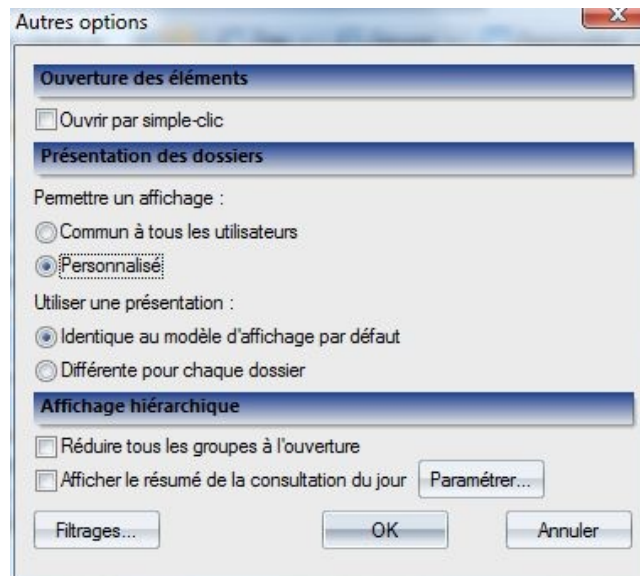 Autres options
Ouverture des éléments
Ouvrir par simple-clic
Présentation des dossiers
Permettre un affichage :
Commun à tous les utilisateurs
Personnalisé
Utiliser une présentation :
Identique au modèle d'affichage par défaut
Différente pour chaque dossier
Affichage hiérarchique
Réduire tous les groupes à l'ouverture
Afficher le résumé de la consultation du jour Paramétrer...
Filtrages... OK Annuler